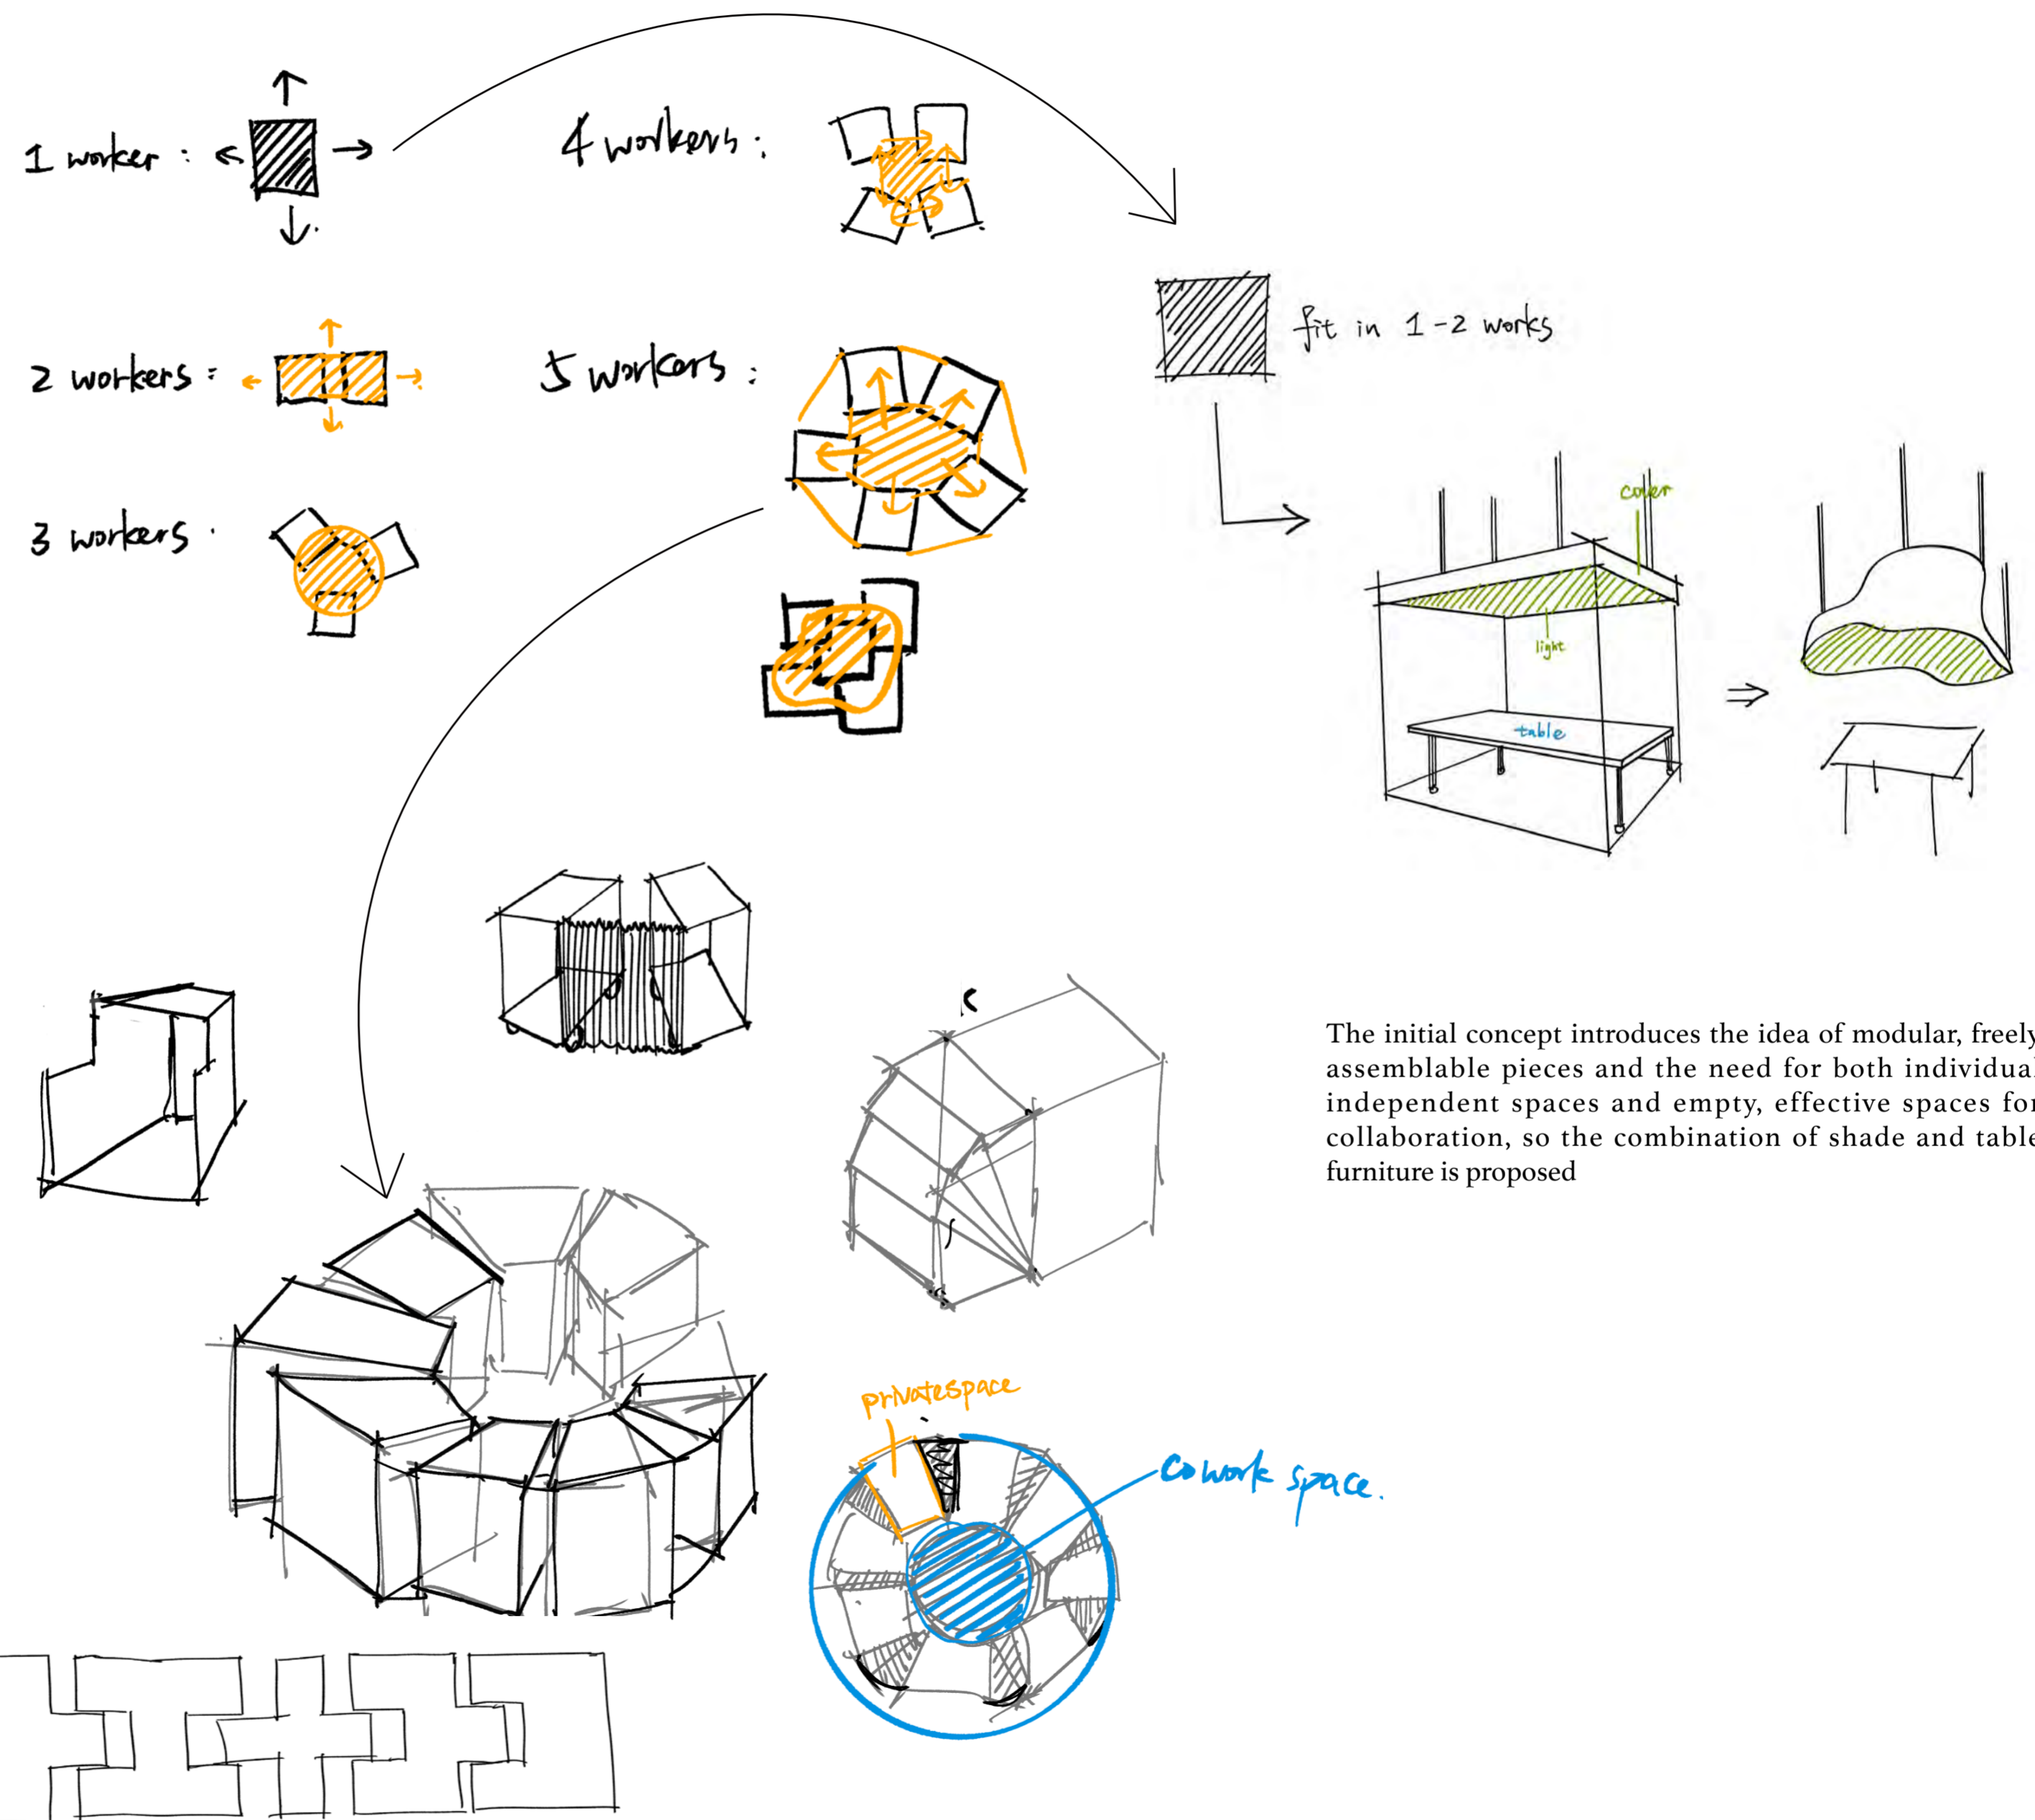 1 worker :
4 workers :
fit in 1-2 works
2 workers :
5 workers :
cover
3 workers .
light
table
The initial concept introduces the idea of modular, freely
assemblable pieces and the need for both individual
independent spaces and empty, effective spaces for
collaboration, so the combination of shade and table
furniture is proposed
privatespace
cowork space.